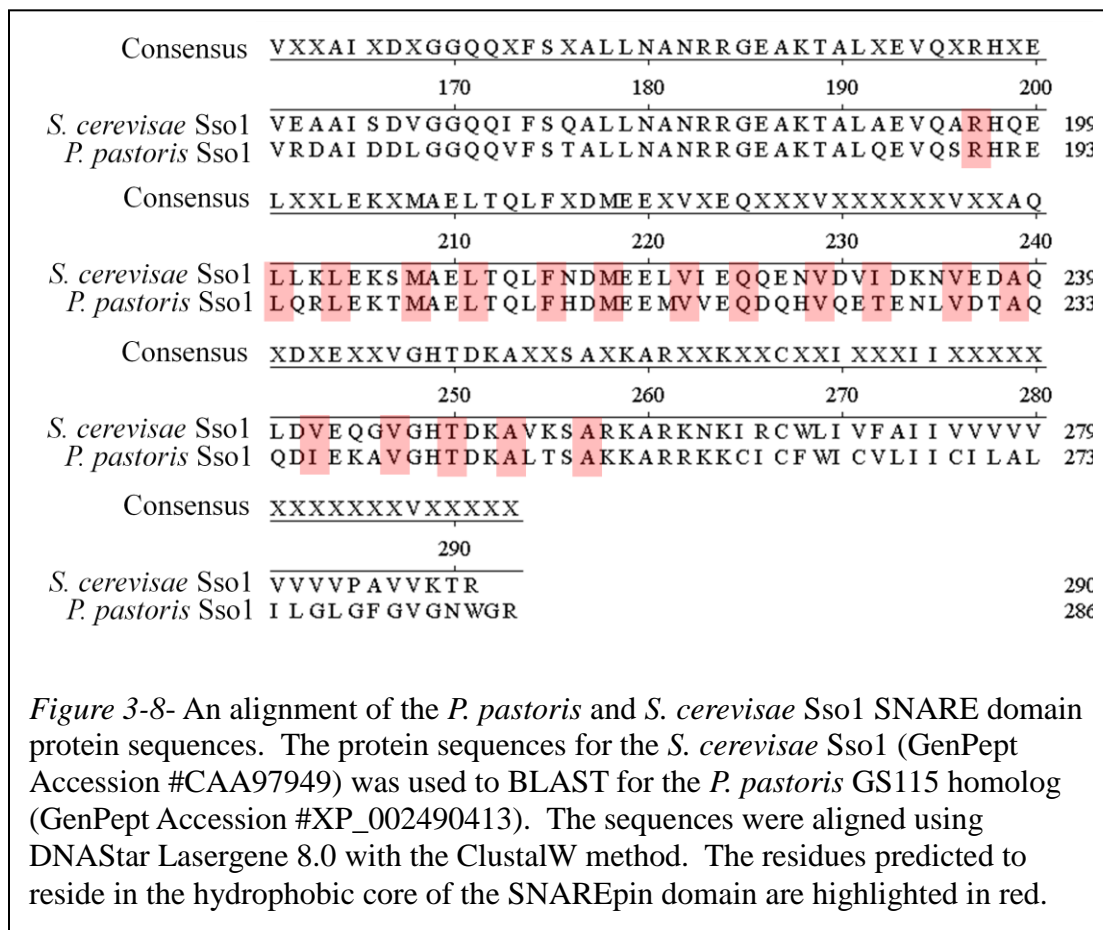 Consensus VXXAIXDXGGQQXFSXALLNANRRGEAKTALXEVQXRHXE
170 180 190 200
S. cerevisae Sso1 VEAAISDVGGQQIFSQALLNANRRGEAKTALAEVQARHQE 199
P. pastoris Sso1 VRDAIDDLGGQQVFSTALLNANRRGEAKTALQEVQSRHRE 193
Consensus LXXLEKXMAELTQLFXDMEEXVXEQXXXVXXXXXXVXXAQ
210 220 230 240
S. cerevisae Sso1 LLKLEKSMAELTQLFNDMEELVIEQQENVDVIDKNVEDAQ 239
P. pastoris Sso1 LQRLEKTMAELTQLFHDMEEMVVEQDQHVQETENLVDTAQ 233
Consensus XDXEXXVGHTDKAXXSAXKARXXKXXCXXIXXXIIXXXXX
250 260 270 280
S. cerevisae Sso1 LDVEQGVGHTDKAVKSARKARKNKIRCWLIVFAIIVVVVV 279
P. pastoris Sso1 QDIEKAVGHTDKALTSAKKARRKKCICFWICVLIICILAL 273
Consensus XXXXXXXVXXXXX
290
S. cerevisae Sso1 VVVVPAVVKTR 290
P. pastoris Sso1 ILGLGFGVGNWGR 286
Figure 3-8- An alignment of the P. pastoris and S. cerevisae Sso1 SNARE domain
protein sequences. The protein sequences for the S. cerevisae Sso1 (GenPept
Accession #CAA97949) was used to BLAST for the P. pastoris GS115 homolog
(GenPept Accession #XP_002490413). The sequences were aligned using
DNAStar Lasergene 8.0 with the ClustalW method. The residues predicted to
reside in the hydrophobic core of the SNAREpin domain are highlighted in red.